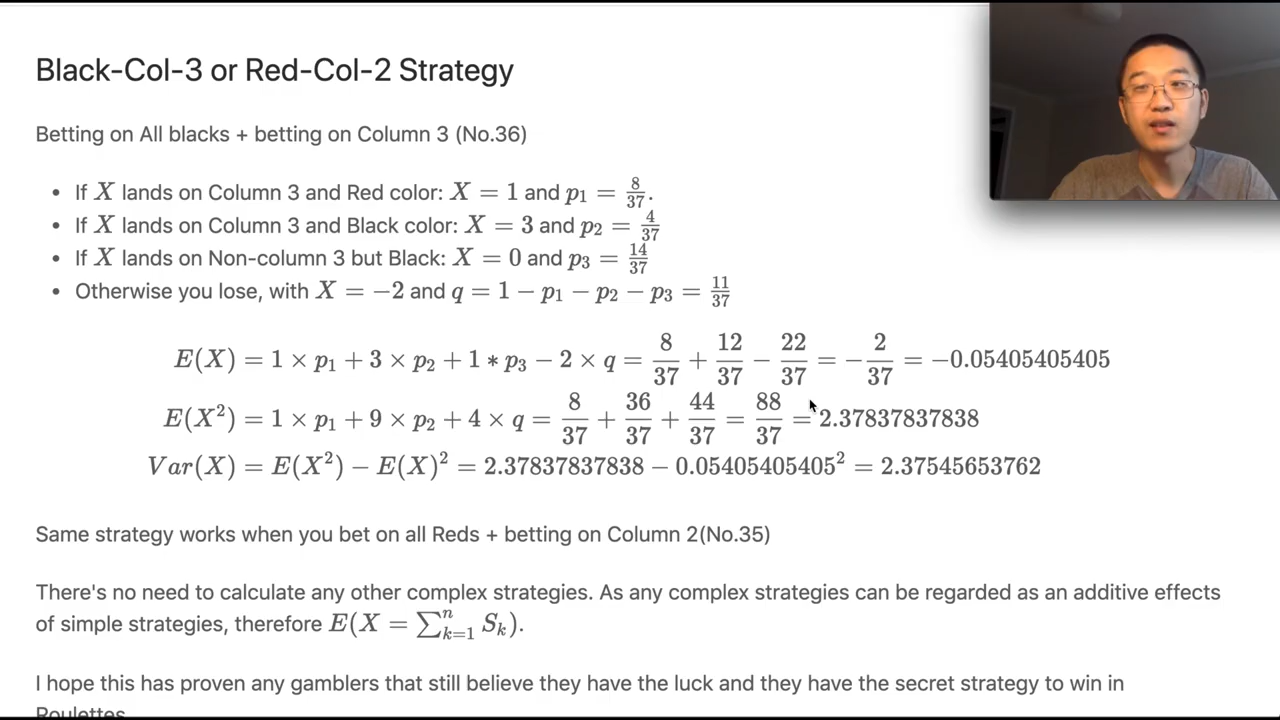 Black-Col-3 or Red-Col-2 Strategy
Betting on All blacks + betting on Column 3 (No.36)
• If X lands on Column 3 and Red color: X = 1 and p₁ = 8/37.
• If X lands on Column 3 and Black color: X = 3 and p₂ = 4/37
• If X lands on Non-column 3 but Black: X = 0 and p₃ = 14/37
• Otherwise you lose, with X = −2 and q = 1 − p₁ − p₂ − p₃ = 11/37
E(X) = 1 × p₁ + 3 × p₂ + 1 * p₃ − 2 × q = 8/37 + 12/37 − 22/37 = −2/37 = −0.05405405405
E(X²) = 1 × p₁ + 9 × p₂ + 4 × q = 8/37 + 36/37 + 44/37 = 88/37 = 2.37837837838
Var(X) = E(X²) − E(X)² = 2.37837837838 − 0.05405405405² = 2.37545653762
Same strategy works when you bet on all Reds + betting on Column 2(No.35)
There's no need to calculate any other complex strategies. As any complex strategies can be regarded as an additive effects
of simple strategies, therefore E(X = ∑ₖ₌₁ⁿ Sₖ).
I hope this has proven any gamblers that still believe they have the luck and they have the secret strategy to win in
Roulettes